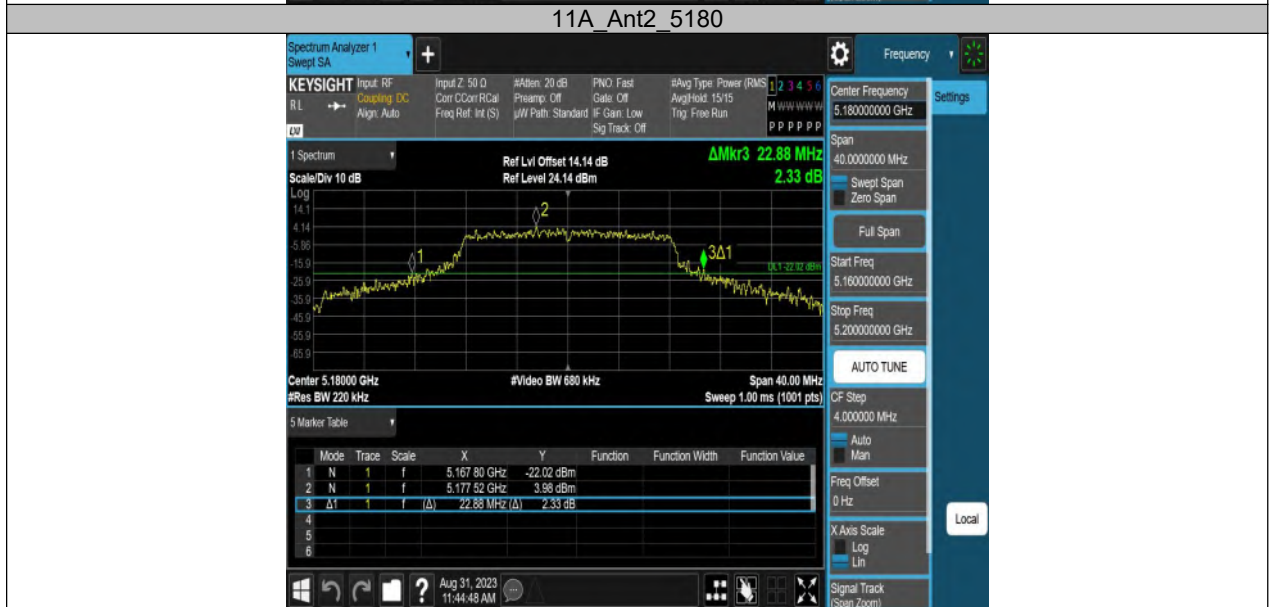 11A_Ant2_5180
Spectrum Analyzer 1
Swept SA
+
Frequency
KEYSIGHT
RL
LXI
Input: RF
Coupling: DC
Align: Auto
Input Z: 50 Ω
Corr CCorr RCal
Freq Ref: Int (S)
#Atten: 20 dB
Preamp: Off
µW Path: Standard
PNO: Fast
Gate: Off
IF Gain: Low
Sig Track: Off
#Avg Type: Power (RMS
Avg|Hold: 15/15
Trig: Free Run
1 2 3 4 5 6
M W W W W W
P P P P P P
1 Spectrum
Scale/Div 10 dB
Ref Lvl Offset 14.14 dB
Ref Level 24.14 dBm
ΔMkr3 22.88 MHz
2.33 dB
Log
14.1
4.14
-5.86
-15.9
-25.9
-35.9
-45.9
-55.9
-65.9
1
2
3Δ1
DL1 -22.02 dBm
Center 5.18000 GHz
#Video BW 680 kHz
Span 40.00 MHz
#Res BW 220 kHz
Sweep 1.00 ms (1001 pts)
5 Marker Table
Mode Trace Scale X Y Function Function Width Function Value
1 N 1 f 5.167 80 GHz -22.02 dBm
2 N 1 f 5.177 52 GHz 3.98 dBm
3 Δ1 1 f (Δ) 22.88 MHz (Δ) 2.33 dB
4
5
6
Center Frequency
5.180000000 GHz
Settings
Span
40.0000000 MHz
Swept Span
Zero Span
Full Span
Start Freq
5.160000000 GHz
Stop Freq
5.200000000 GHz
AUTO TUNE
CF Step
4.000000 MHz
Auto
Man
Freq Offset
0 Hz
X Axis Scale
Log
Lin
Local
Signal Track
(Span Zoom)
?
Aug 31, 2023
11:44:48 AM